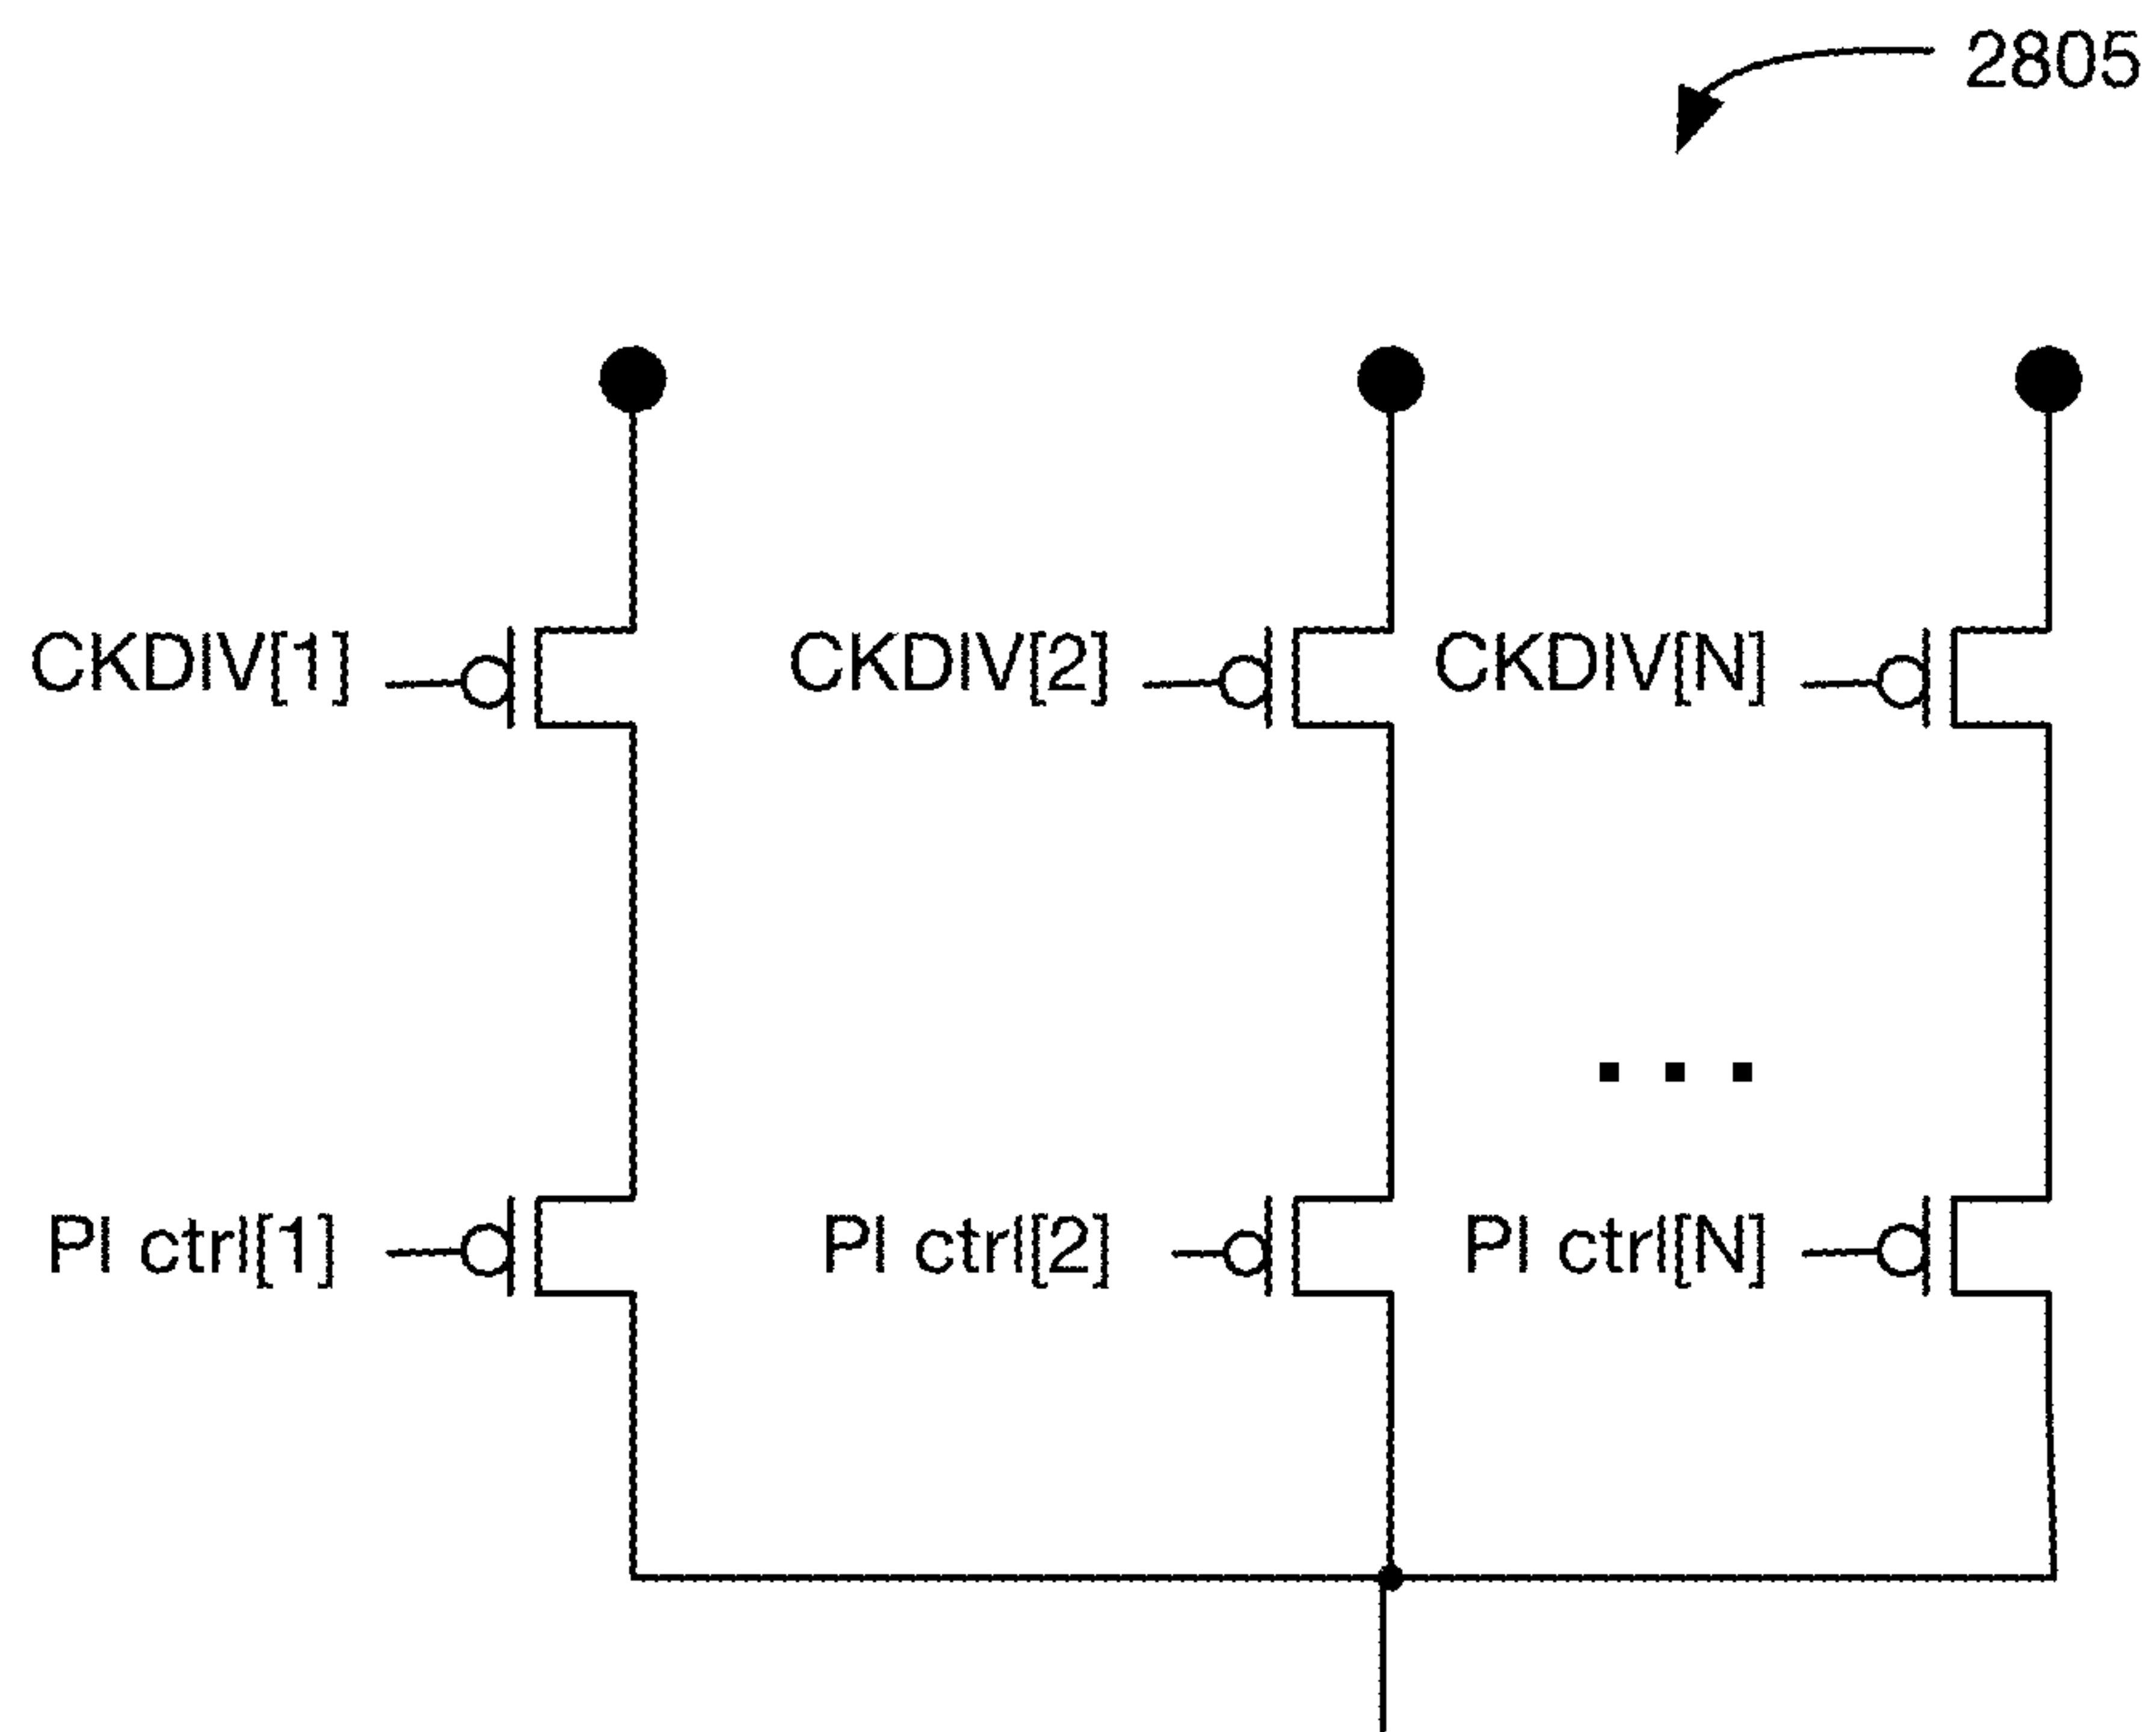 2805
CKDIV[1] CKDIV[2] CKDIV[N]
PI ctrl[1] PI ctrl[2] PI ctrl[N]